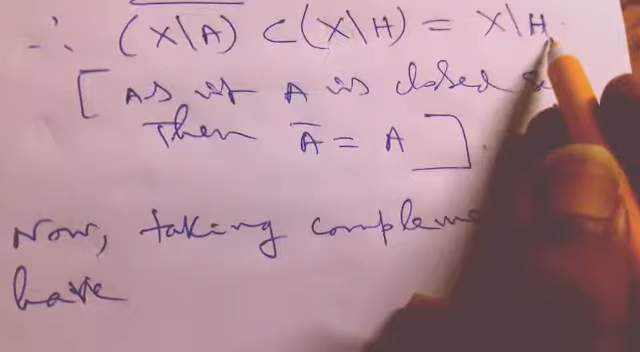 ∴ (X\A) ⊂ (X\H) = X\H
[As if A is closed
Then A̅ = A].
Now, taking
have